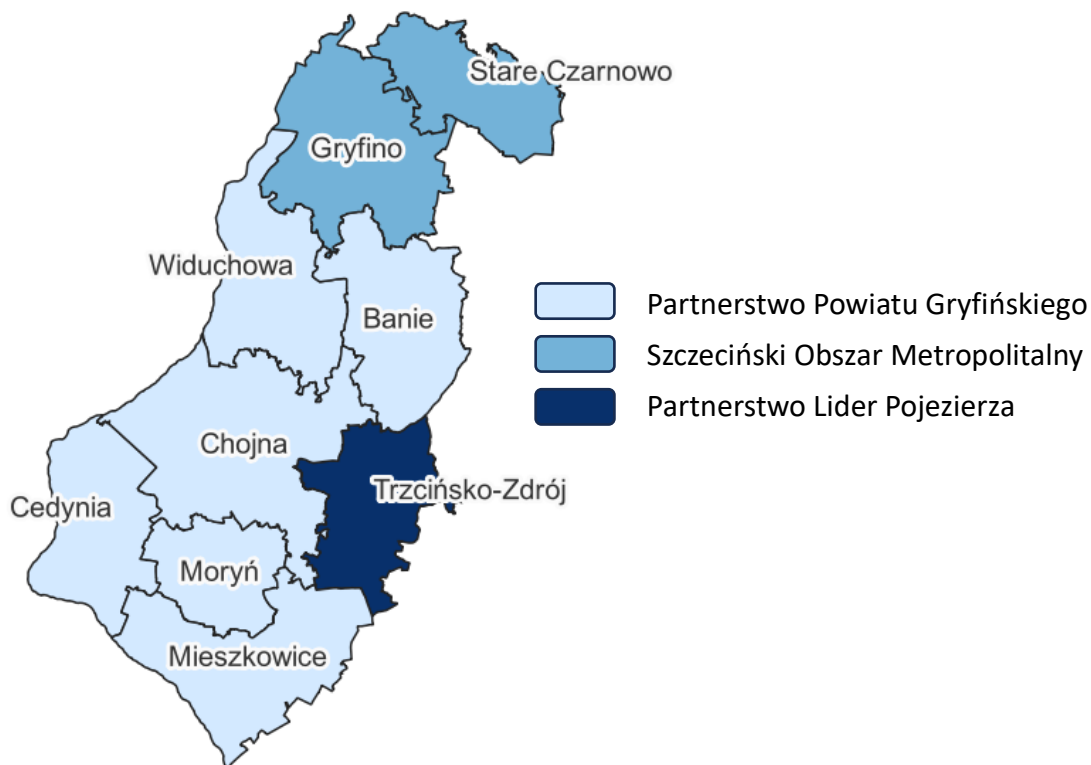 Stare Czarnowo
Gryfino
Widuchowa
Banie
Partnerstwo Powiatu Gryfińskiego
Szczeciński Obszar Metropolitalny
Partnerstwo Lider Pojezierza
Chojna
Trzcińsko-Zdrój
Cedynia
Moryń
Mieszkowice